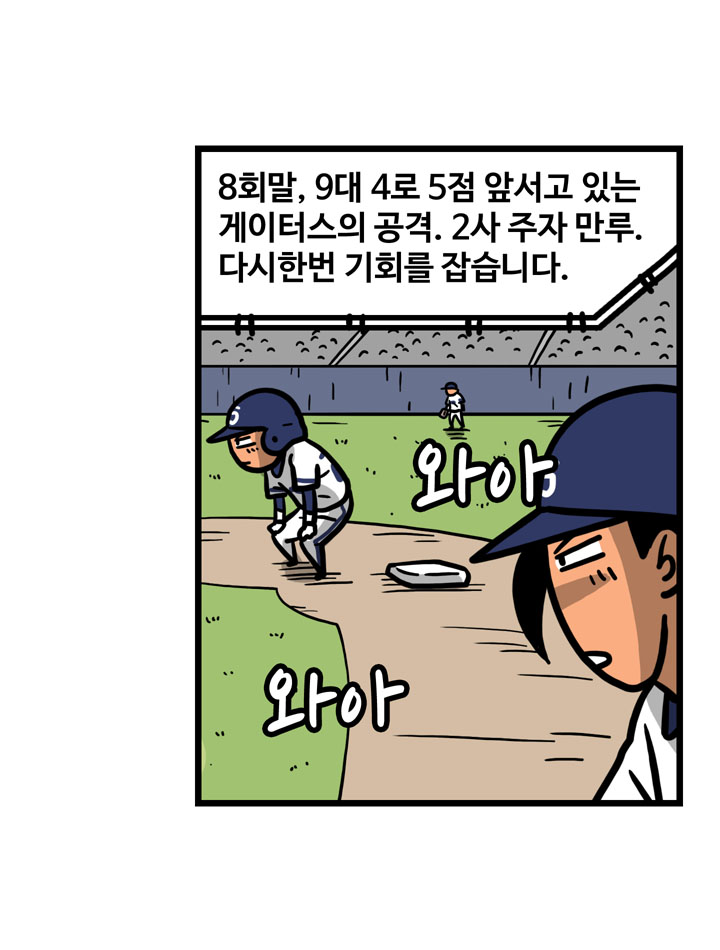 8회말, 9대 4로 5점 앞서고 있는
게이터스의 공격. 2사 주자 만루.
다시한번 기회를 잡습니다.
와아
와아